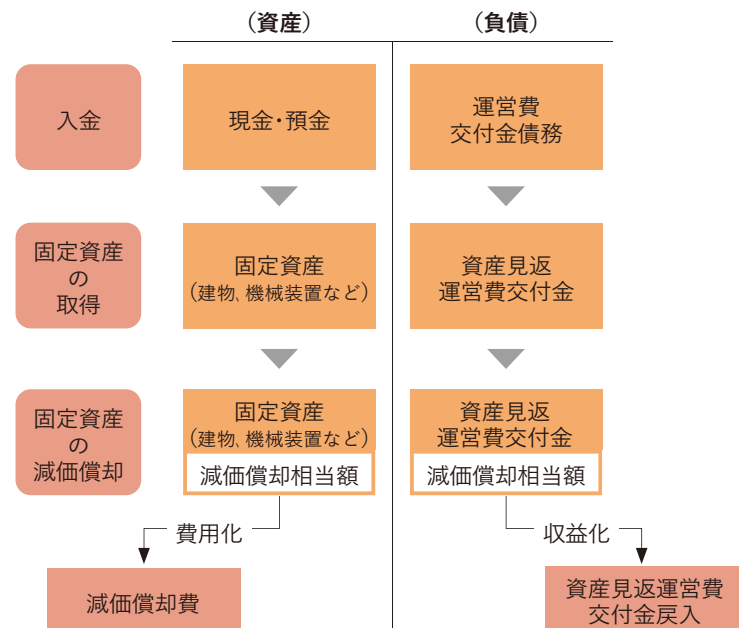 (資産)
(負債)
入金
現金・預金
運営費
交付金債務
固定資産
の
取得
固定資産
(建物、機械装置など)
資産見返
運営費交付金
固定資産
の
減価償却
固定資産
(建物、機械装置など)
減価償却相当額
資産見返
運営費交付金
減価償却相当額
費用化
収益化
減価償却費
資産見返運営費
交付金戻入